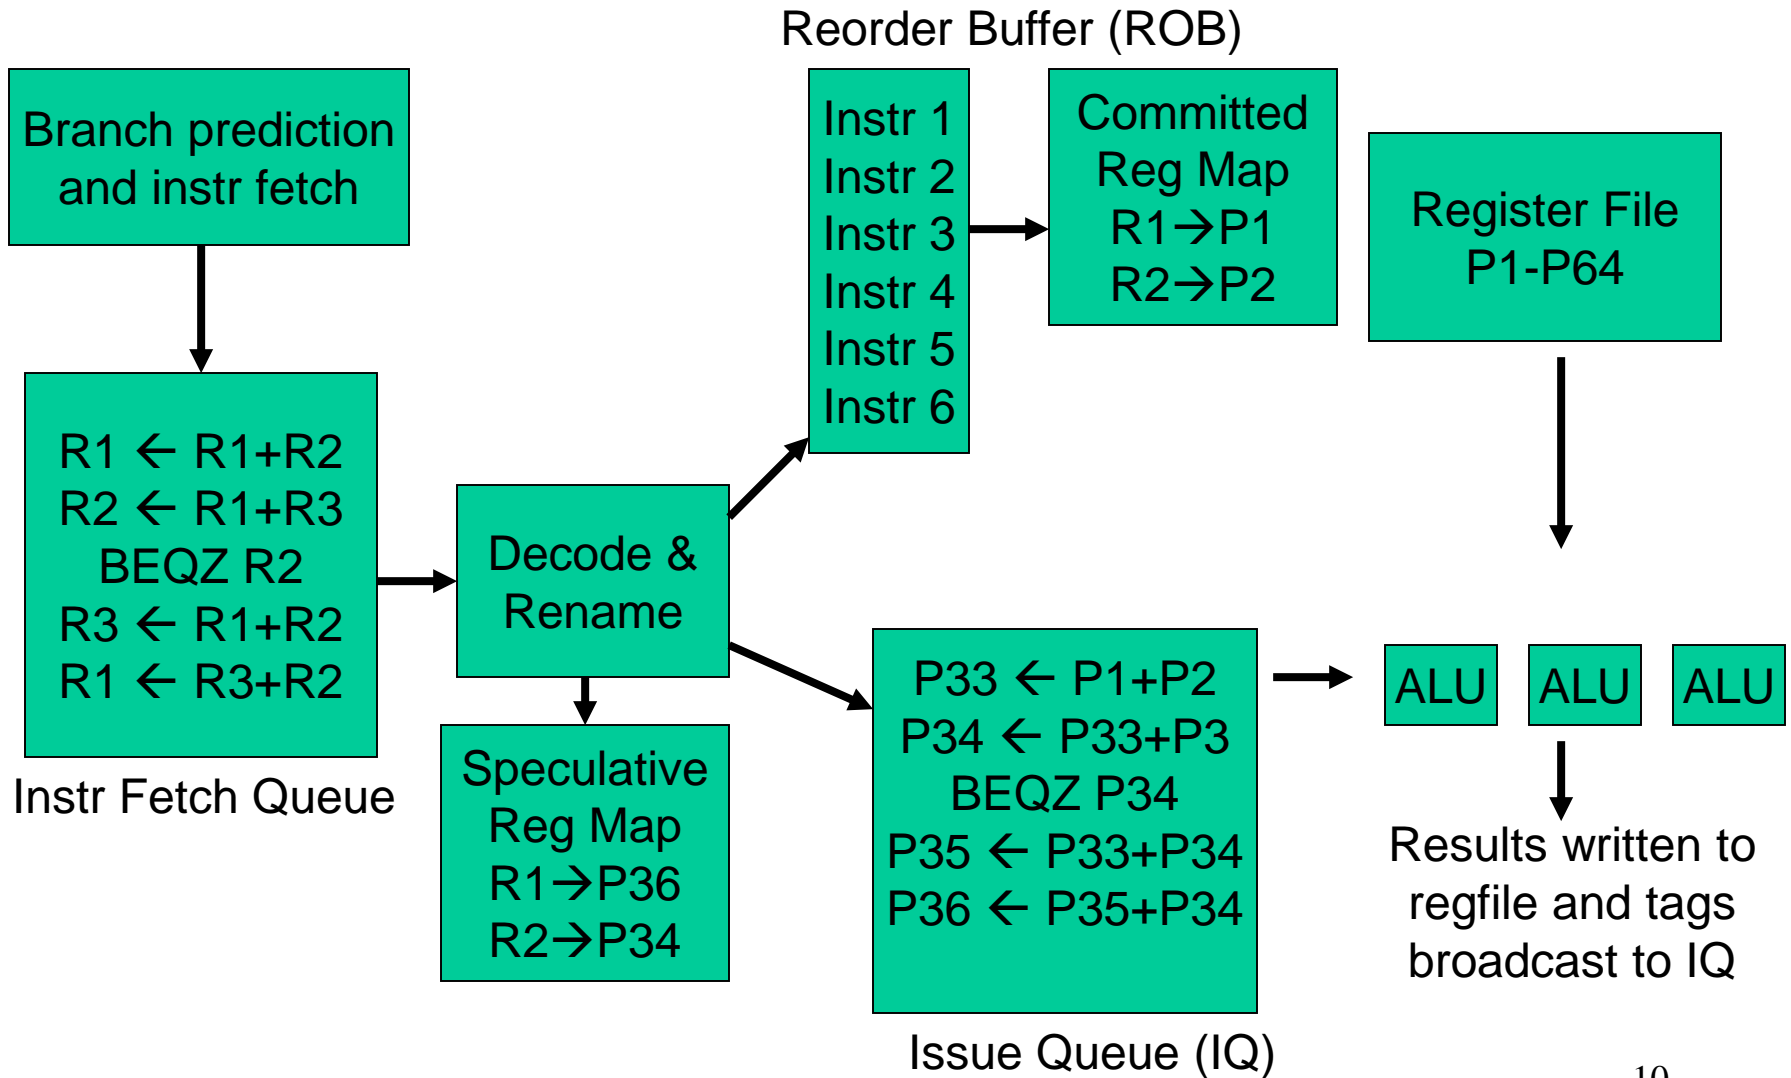 Reorder Buffer (ROB)
Branch prediction
and instr fetch
Instr 1
Instr 2
Instr 3
Instr 4
Instr 5
Instr 6
Committed
Reg Map
R1→P1
R2→P2
Register File
P1-P64
R1 ← R1+R2
R2 ← R1+R3
BEQZ R2
R3 ← R1+R2
R1 ← R3+R2
Instr Fetch Queue
Decode &
Rename
Speculative
Reg Map
R1→P36
R2→P34
P33 ← P1+P2
P34 ← P33+P3
BEQZ P34
P35 ← P33+P34
P36 ← P35+P34
Issue Queue (IQ)
ALU
ALU
ALU
Results written to
regfile and tags
broadcast to IQ
10